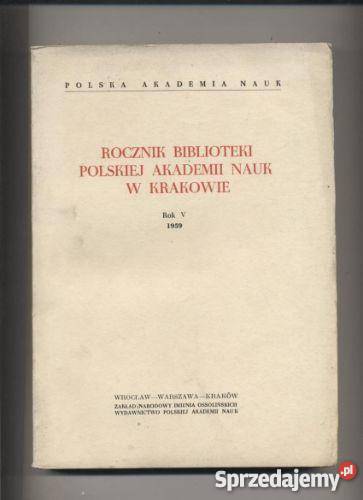 POLSKA AKADEMIA NAUK
ROCZNIK BIBLIOTEKI
POLSKIEJ AKADEMII NAUK
W KRAKOWIE
Rok V
1959
WROCŁAW—WARSZAWA—KRAKÓW
ZAKŁAD NARODOWY IMIENIA OSSOLIŃSKICH
WYDAWNICTWO POLSKIEJ AKADEMII NAUK
Sprzedajemy.pl